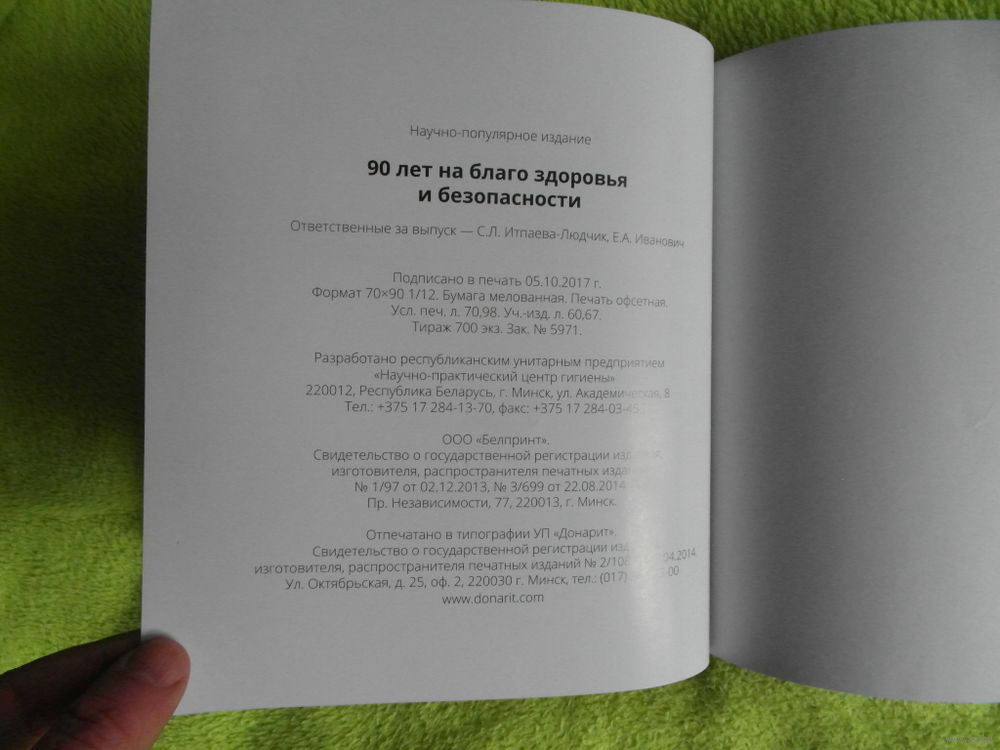 Научно-популярное издание
90 лет на благо здоровья
и безопасности
Ответственные за выпуск — С.Л. Итпаева-Людчик, Е.А. Иванович
Подписано в печать 05.10.2017 г.
Формат 70×90 1/12. Бумага мелованная. Печать офсетная.
Усл. печ. л. 70,98. Уч.-изд. л. 60,67.
Тираж 700 экз. Зак. № 5971.
Разработано республиканским унитарным предприятием
«Научно-практический центр гигиены»
220012, Республика Беларусь, г. Минск, ул. Академическая, 8
Тел.: +375 17 284-13-70, факс: +375 17
ООО «Белпринт».
Свидетельство о государственной регистрации
изготовителя, распространителя печатных
№ 1/97 от 02.12.2013, № 3/699 от 22.08.2014
Пр. Независимости, 77, 220013, г. Минск.
Отпечатано в типографии УП «Донарит».
Свидетельство о государственной регистрации
изготовителя, распространителя печатных изданий №
Ул. Октябрьская, д. 25, оф. 2, 220030 г. Минск, тел.: (017)
www.donarit.com